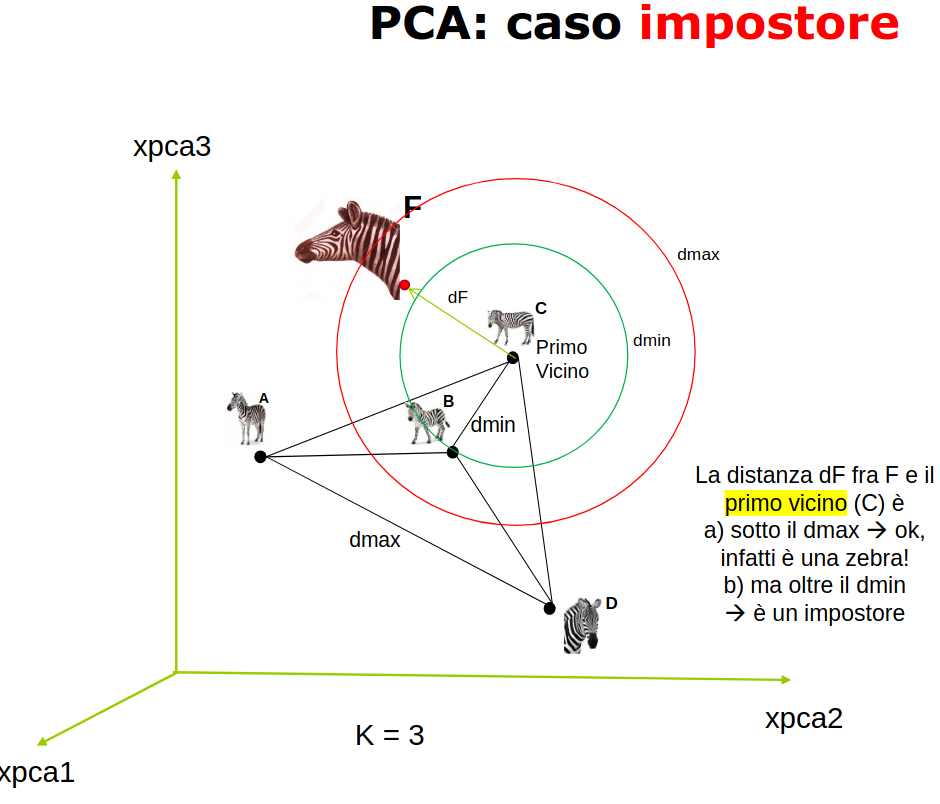 PCA: caso impostore
xpca3
F
dmax
dF
C
dmin
Primo
Vicino
A
B
dmin
La distanza dF fra F e il
primo vicino (C) è
a) sotto il dmax → ok,
infatti è una zebra!
b) ma oltre il dmin
→ è un impostore
dmax
D
xpca2
K = 3
xpca1